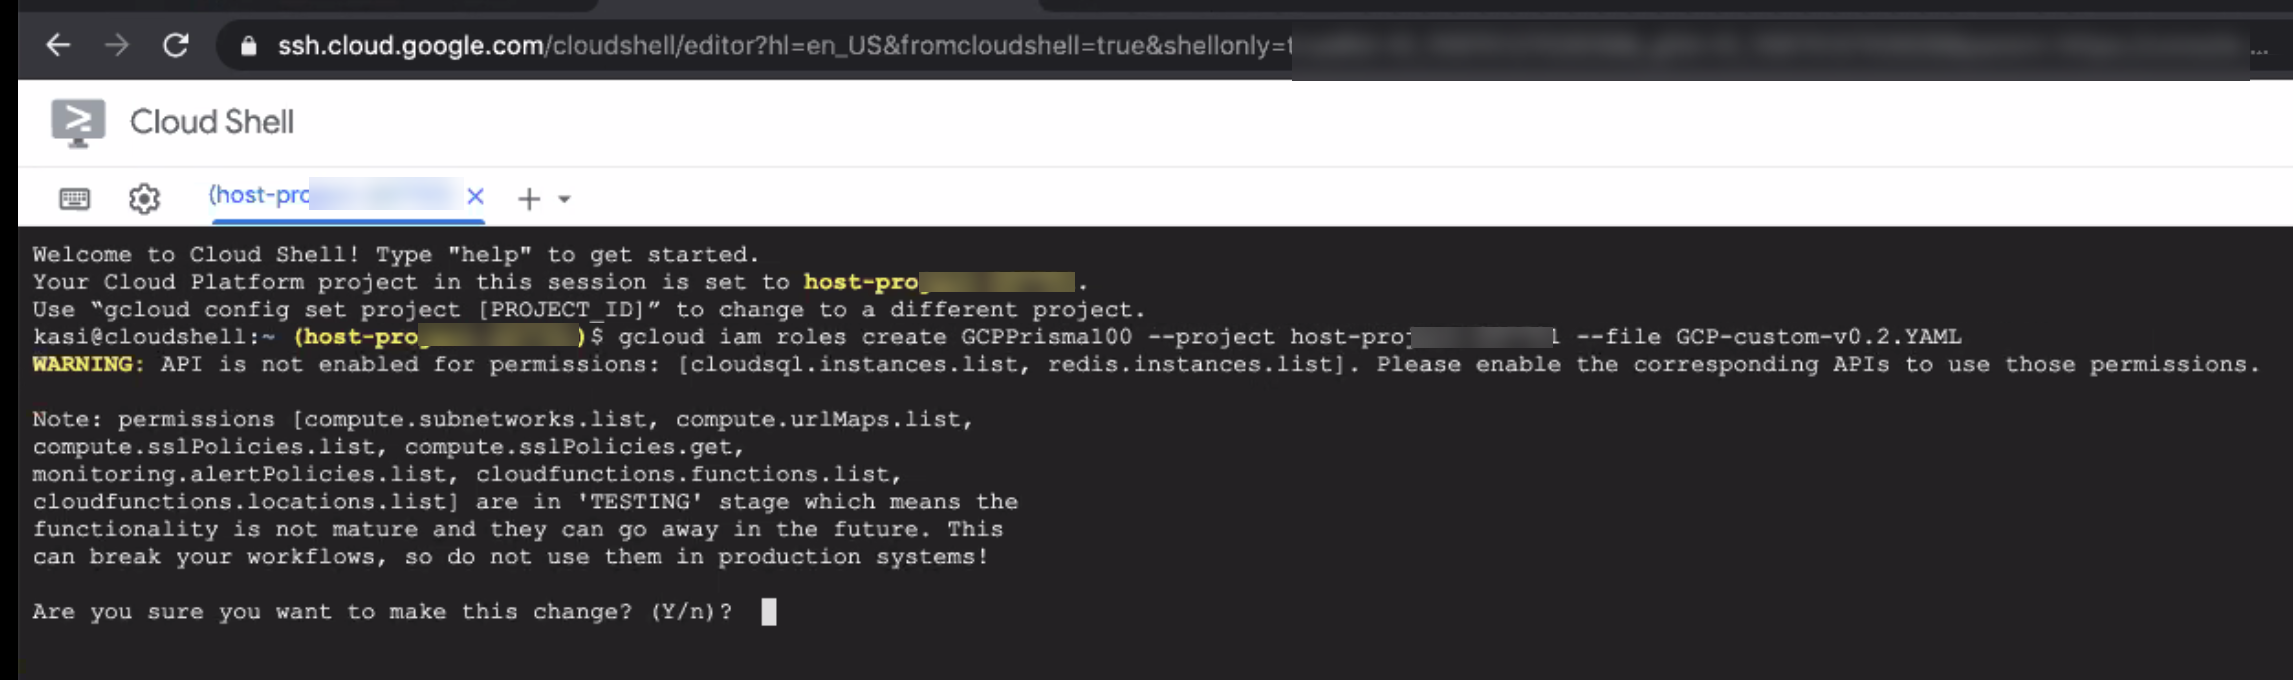 ssh.cloud.google.com/cloudshell/editor?hl=en_US&fromcloudshell=true&shellonly=t
Cloud Shell
(host-pro
Welcome to Cloud Shell! Type "help" to get started.
Your Cloud Platform project in this session is set to host-pro .
Use “gcloud config set project [PROJECT_ID]” to change to a different project.
kasi@cloudshell:~ (host-pro )$ gcloud iam roles create GCPPrisma100 --project host-pro 1 --file GCP-custom-v0.2.YAML
WARNING: API is not enabled for permissions: [cloudsql.instances.list, redis.instances.list]. Please enable the corresponding APIs to use those permissions.
Note: permissions [compute.subnetworks.list, compute.urlMaps.list,
compute.sslPolicies.list, compute.sslPolicies.get,
monitoring.alertPolicies.list, cloudfunctions.functions.list,
cloudfunctions.locations.list] are in 'TESTING' stage which means the
functionality is not mature and they can go away in the future. This
can break your workflows, so do not use them in production systems!
Are you sure you want to make this change? (Y/n)?